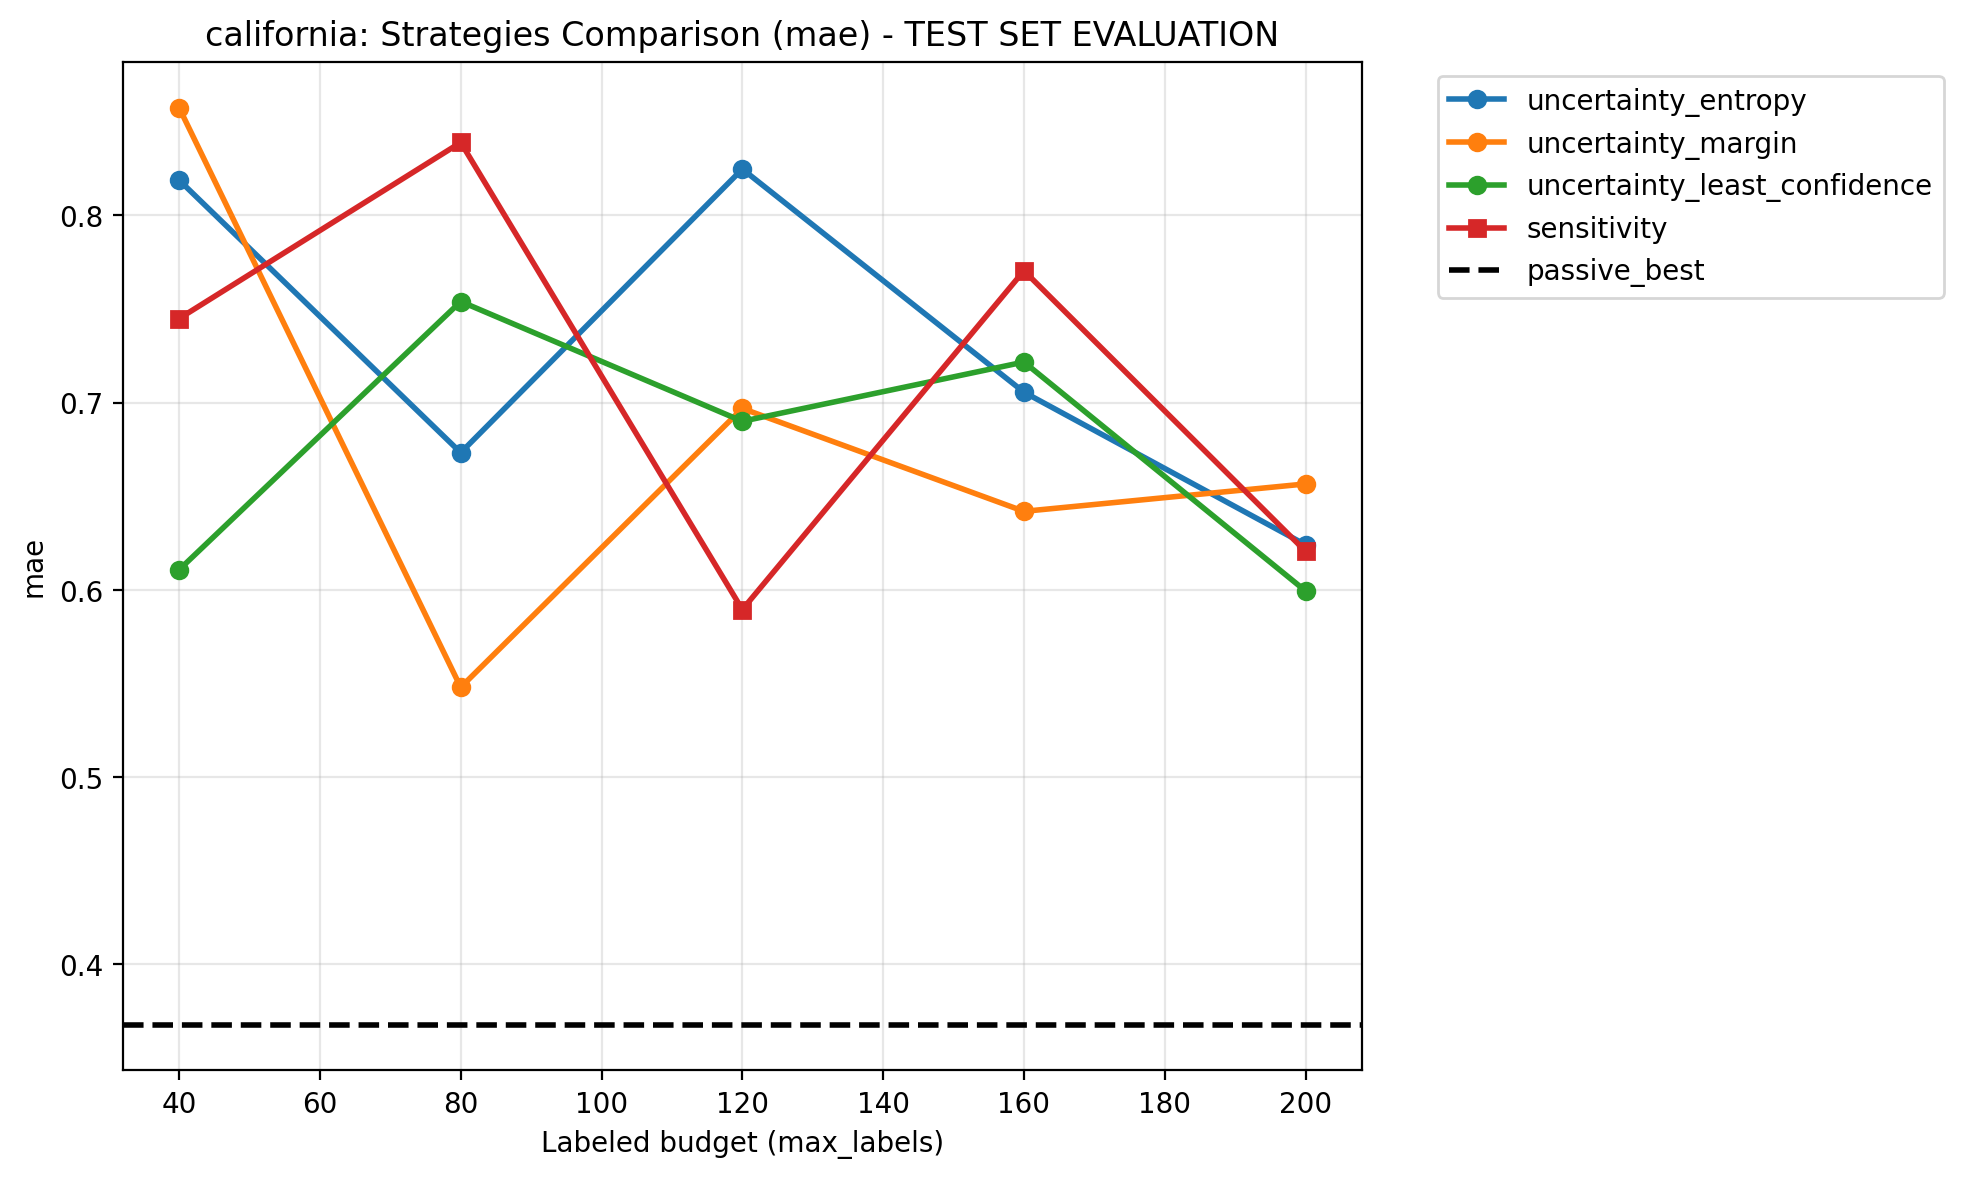 california: Strategies Comparison (mae) - TEST SET EVALUATION
uncertainty_entropy
uncertainty_margin
uncertainty_least_confidence
sensitivity
passive_best
mae
0.8
0.7
0.6
0.5
0.4
40 60 80 100 120 140 160 180 200
Labeled budget (max_labels)